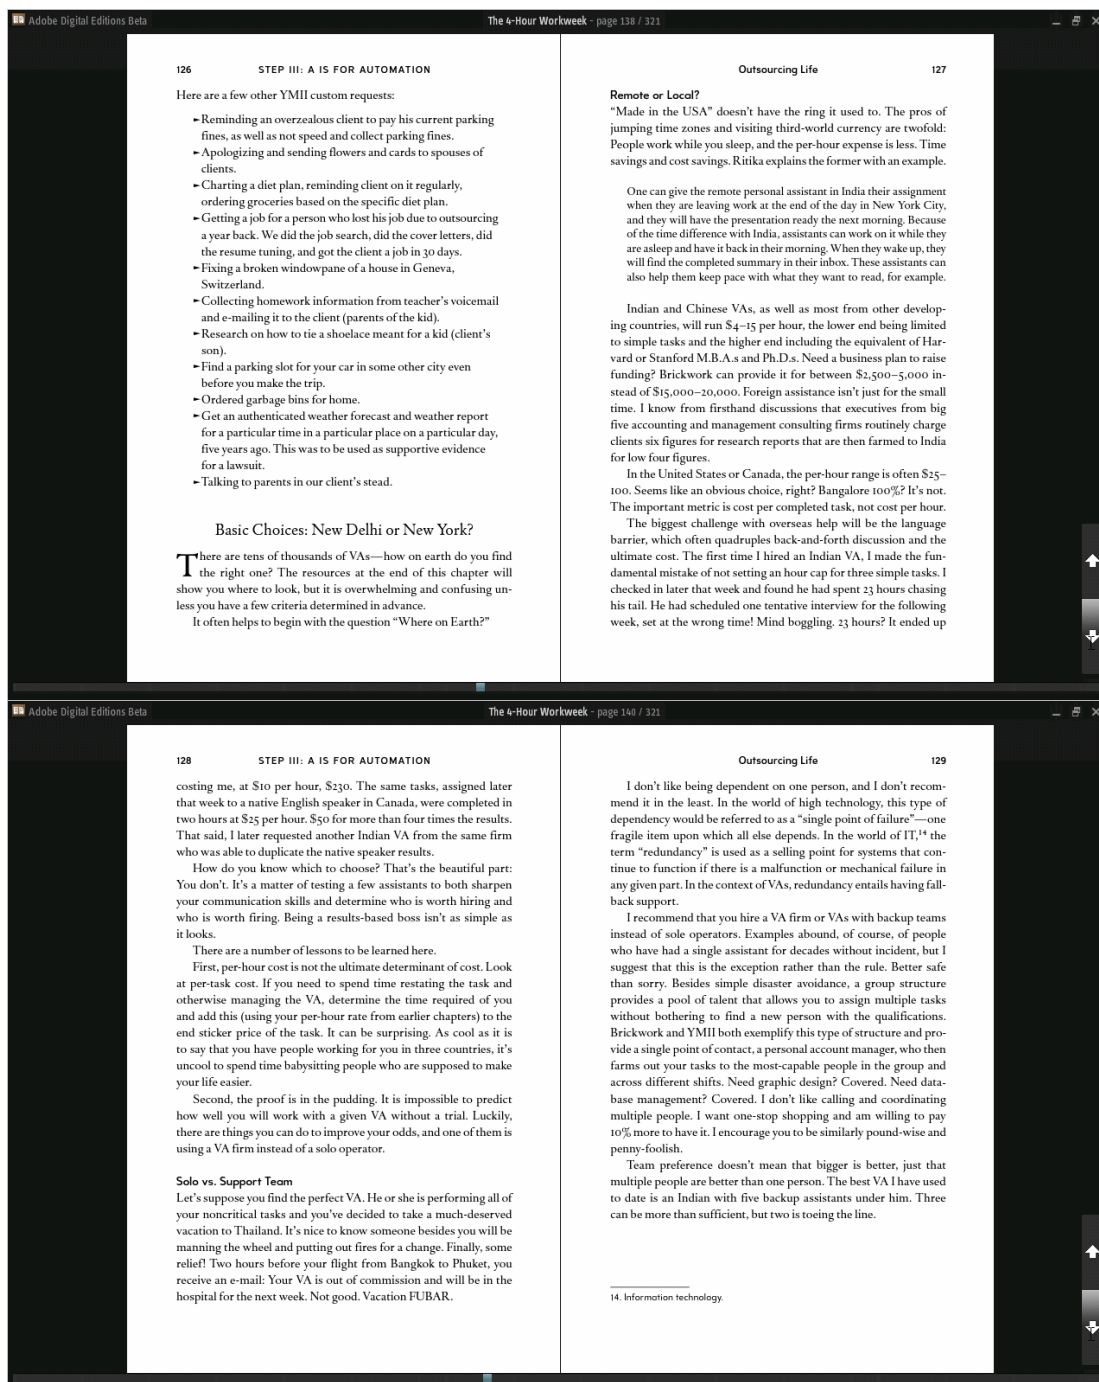 Adobe Digital Editions Beta
The 4-Hour Workweek - page 138 / 321
126 STEP III: A IS FOR AUTOMATION
Here are a few other YMII custom requests:
►Reminding an overzealous client to pay his current parking
fines, as well as not speed and collect parking fines.
►Apologizing and sending flowers and cards to spouses of
clients.
►Charting a diet plan, reminding client on it regularly,
ordering groceries based on the specific diet plan.
►Getting a job for a person who lost his job due to outsourcing
a year back. We did the job search, did the cover letters, did
the resume tuning, and got the client a job in 30 days.
►Fixing a broken windowpane of a house in Geneva,
Switzerland.
►Collecting homework information from teacher's voicemail
and e-mailing it to the client (parents of the kid).
►Research on how to tie a shoelace meant for a kid (client's
son).
►Find a parking slot for your car in some other city even
before you make the trip.
►Ordered garbage bins for home.
►Get an authenticated weather forecast and weather report
for a particular time in a particular place on a particular day,
five years ago. This was to be used as supportive evidence
for a lawsuit.
►Talking to parents in our client's stead.
Basic Choices: New Delhi or New York?
There are tens of thousands of VAs—how on earth do you find
the right one? The resources at the end of this chapter will
show you where to look, but it is overwhelming and confusing un-
less you have a few criteria determined in advance.
It often helps to begin with the question “Where on Earth?”
Outsourcing Life 127
Remote or Local?
“Made in the USA” doesn't have the ring it used to. The pros of
jumping time zones and visiting third-world currency are twofold:
People work while you sleep, and the per-hour expense is less. Time
savings and cost savings. Ritika explains the former with an example.
One can give the remote personal assistant in India their assignment
when they are leaving work at the end of the day in New York City,
and they will have the presentation ready the next morning. Because
of the time difference with India, assistants can work on it while they
are asleep and have it back in their morning. When they wake up, they
will find the completed summary in their inbox. These assistants can
also help them keep pace with what they want to read, for example.
Indian and Chinese VAs, as well as most from other develop-
ing countries, will run $4–15 per hour, the lower end being limited
to simple tasks and the higher end including the equivalent of Har-
vard or Stanford M.B.A.s and Ph.D.s. Need a business plan to raise
funding? Brickwork can provide it for between $2,500–5,000 in-
stead of $15,000–20,000. Foreign assistance isn't just for the small
time. I know from firsthand discussions that executives from big
five accounting and management consulting firms routinely charge
clients six figures for research reports that are then farmed to India
for low four figures.
In the United States or Canada, the per-hour range is often $25–
100. Seems like an obvious choice, right? Bangalore 100%? It's not.
The important metric is cost per completed task, not cost per hour.
The biggest challenge with overseas help will be the language
barrier, which often quadruples back-and-forth discussion and the
ultimate cost. The first time I hired an Indian VA, I made the fun-
damental mistake of not setting an hour cap for three simple tasks. I
checked in later that week and found he had spent 23 hours chasing
his tail. He had scheduled one tentative interview for the following
week, set at the wrong time! Mind boggling. 23 hours? It ended up
Adobe Digital Editions Beta
The 4-Hour Workweek - page 140 / 321
128 STEP III: A IS FOR AUTOMATION
costing me, at $10 per hour, $230. The same tasks, assigned later
that week to a native English speaker in Canada, were completed in
two hours at $25 per hour. $50 for more than four times the results.
That said, I later requested another Indian VA from the same firm
who was able to duplicate the native speaker results.
How do you know which to choose? That's the beautiful part:
You don't. It's a matter of testing a few assistants to both sharpen
your communication skills and determine who is worth hiring and
who is worth firing. Being a results-based boss isn't as simple as
it looks.
There are a number of lessons to be learned here.
First, per-hour cost is not the ultimate determinant of cost. Look
at per-task cost. If you need to spend time restating the task and
otherwise managing the VA, determine the time required of you
and add this (using your per-hour rate from earlier chapters) to the
end sticker price of the task. It can be surprising. As cool as it is
to say that you have people working for you in three countries, it's
uncool to spend time babysitting people who are supposed to make
your life easier.
Second, the proof is in the pudding. It is impossible to predict
how well you will work with a given VA without a trial. Luckily,
there are things you can do to improve your odds, and one of them is
using a VA firm instead of a solo operator.
Solo vs. Support Team
Let's suppose you find the perfect VA. He or she is performing all of
your noncritical tasks and you've decided to take a much-deserved
vacation to Thailand. It's nice to know someone besides you will be
manning the wheel and putting out fires for a change. Finally, some
relief! Two hours before your flight from Bangkok to Phuket, you
receive an e-mail: Your VA is out of commission and will be in the
hospital for the next week. Not good. Vacation FUBAR.
Outsourcing Life 129
I don't like being dependent on one person, and I don't recom-
mend it in the least. In the world of high technology, this type of
dependency would be referred to as a “single point of failure”—one
fragile item upon which all else depends. In the world of IT,¹⁴ the
term “redundancy” is used as a selling point for systems that con-
tinue to function if there is a malfunction or mechanical failure in
any given part. In the context of VAs, redundancy entails having fall-
back support.
I recommend that you hire a VA firm or VAs with backup teams
instead of sole operators. Examples abound, of course, of people
who have had a single assistant for decades without incident, but I
suggest that this is the exception rather than the rule. Better safe
than sorry. Besides simple disaster avoidance, a group structure
provides a pool of talent that allows you to assign multiple tasks
without bothering to find a new person with the qualifications.
Brickwork and YMII both exemplify this type of structure and pro-
vide a single point of contact, a personal account manager, who then
farms out your tasks to the most-capable people in the group and
across different shifts. Need graphic design? Covered. Need data-
base management? Covered. I don't like calling and coordinating
multiple people. I want one-stop shopping and am willing to pay
10% more to have it. I encourage you to be similarly pound-wise and
penny-foolish.
Team preference doesn't mean that bigger is better, just that
multiple people are better than one person. The best VA I have used
to date is an Indian with five backup assistants under him. Three
can be more than sufficient, but two is toeing the line.
14. Information technology.